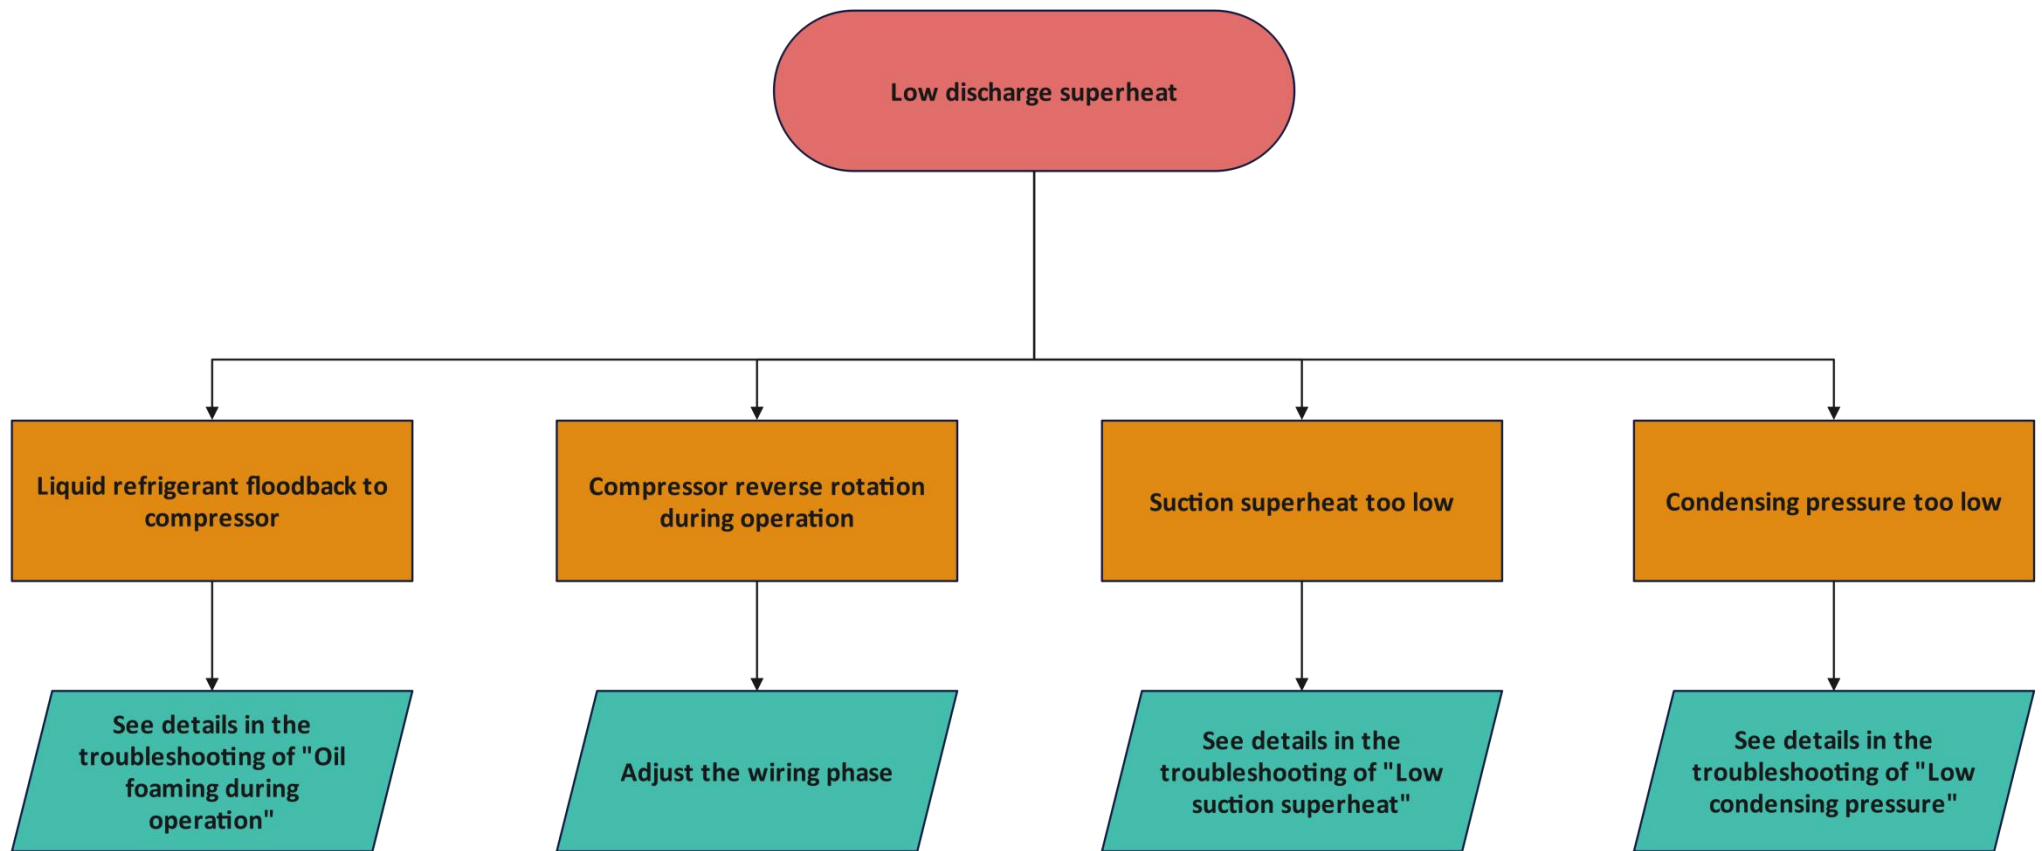 Low discharge superheat
Liquid refrigerant floodback to
compressor
Compressor reverse rotation
during operation
Suction superheat too low
Condensing pressure too low
See details in the
troubleshooting of "Oil
foaming during
operation"
Adjust the wiring phase
See details in the
troubleshooting of "Low
suction superheat"
See details in the
troubleshooting of "Low
condensing pressure"